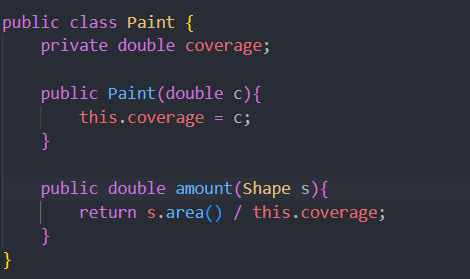 public class Paint {
    private double coverage;

    public Paint(double c){
        this.coverage = c;
    }

    public double amount(Shape s){
        return s.area() / this.coverage;
    }
}